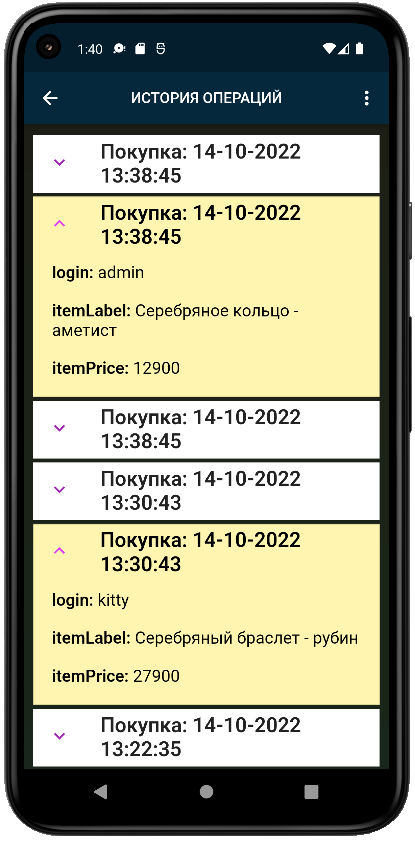 1:40
ИСТОРИЯ ОПЕРАЦИЙ
Покупка: 14-10-2022
13:38:45
Покупка: 14-10-2022
13:38:45
login: admin
itemLabel: Серебряное кольцо -
аметист
itemPrice: 12900
Покупка: 14-10-2022
13:38:45
Покупка: 14-10-2022
13:30:43
Покупка: 14-10-2022
13:30:43
login: kitty
itemLabel: Серебряный браслет - рубин
itemPrice: 27900
Покупка: 14-10-2022
13:22:35